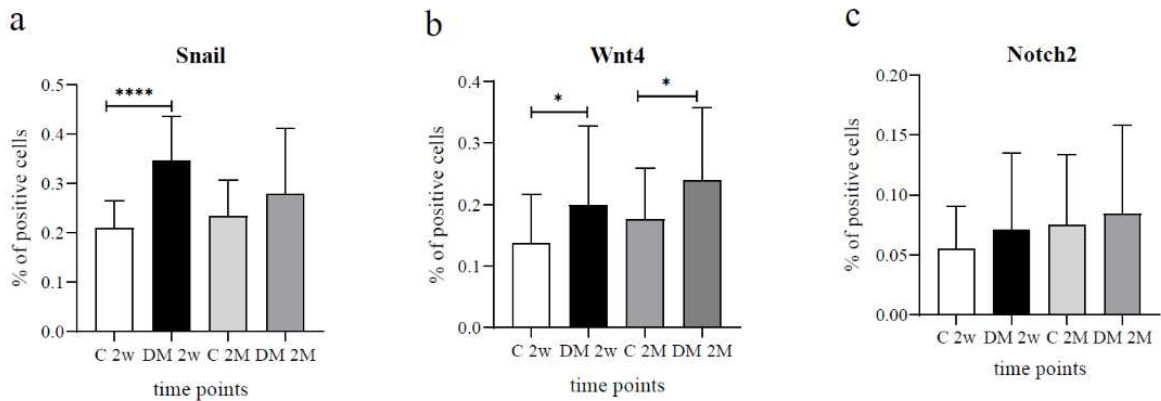 a
Snail
% of positive cells
0.5
0.4
0.3
0.2
0.1
0.0
****
C 2w DM 2w C 2M DM 2M
time points
b
Wnt4
% of positive cells
0.4
0.3
0.2
0.1
0.0
*
*
C 2w DM 2w C 2M DM 2M
time points
c
Notch2
% of positive cells
0.20
0.15
0.10
0.05
0.00
C 2w DM 2w C 2M DM 2M
time points